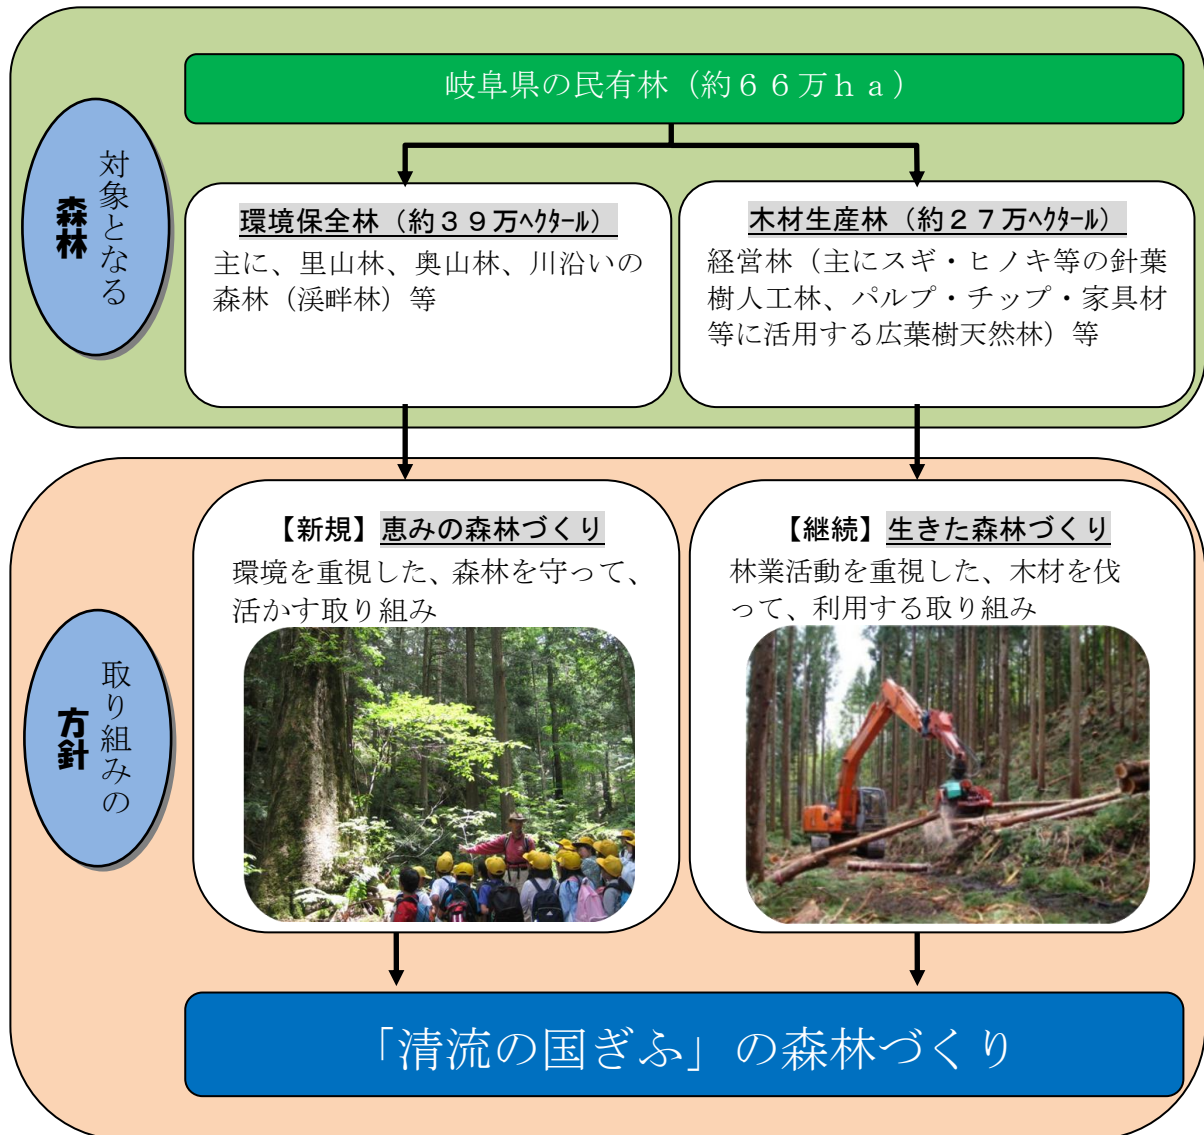 岐阜県の民有林（約６６万ｈａ）
対象となる
森林
環境保全林（約３９万ﾍｸﾀｰﾙ）
主に、里山林、奥山林、川沿いの
森林（渓畔林）等
木材生産林（約２７万ﾍｸﾀｰﾙ）
経営林（主にスギ・ヒノキ等の針葉
樹人工林、パルプ・チップ・家具材
等に活用する広葉樹天然林）等
取り組みの
方針
【新規】恵みの森林づくり
環境を重視した、森林を守って、
活かす取り組み
【継続】生きた森林づくり
林業活動を重視した、木材を伐
って、利用する取り組み
「清流の国ぎふ」の森林づくり